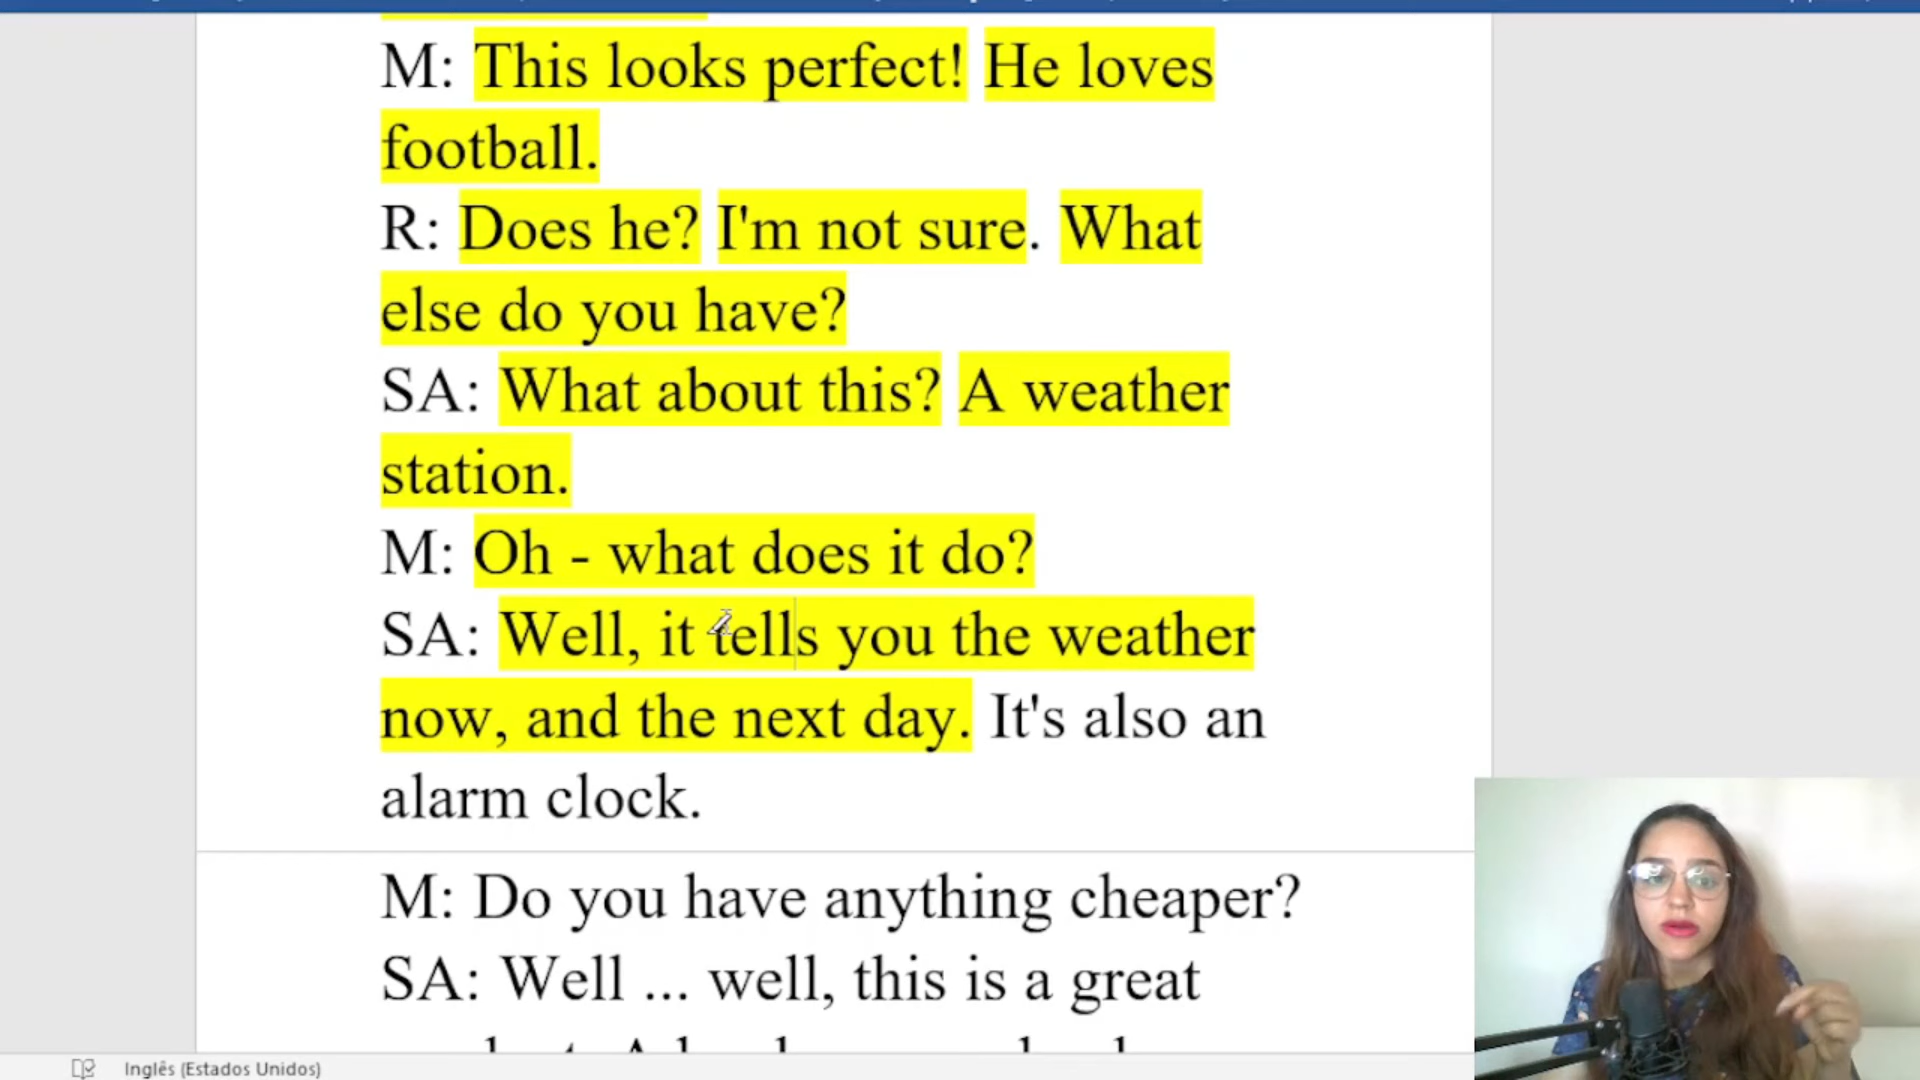 M: This looks perfect! He loves
football.
R: Does he? I'm not sure. What
else do you have?
SA: What about this? A weather
station.
M: Oh - what does it do?
SA: Well, it tells you the weather
now, and the next day. It's also an
alarm clock.
M: Do you have anything cheaper?
SA: Well ... well, this is a great
Inglês (Estados Unidos)